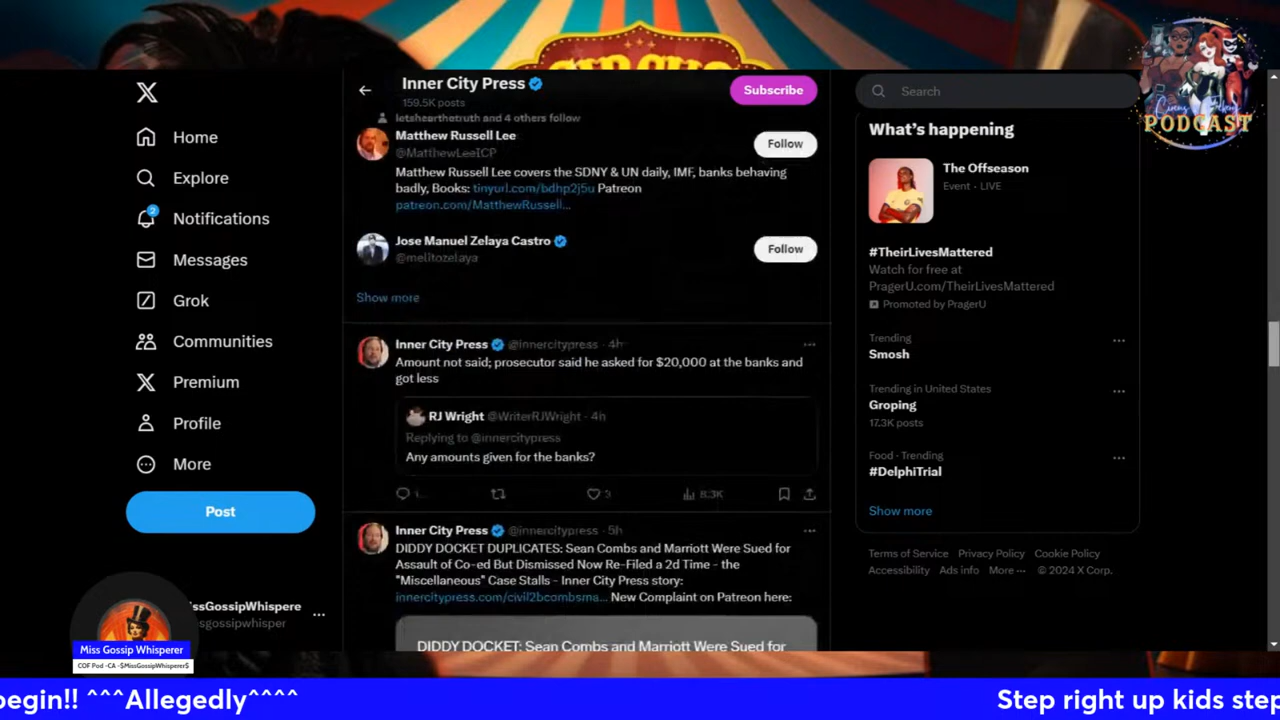 Inner City Press
159.5K posts
Subscribe
letshearthetruth and 4 others follow
Matthew Russell Lee
@MatthewLeeICP
Follow
Matthew Russell Lee covers the SDNY & UN daily, IMF, banks behaving
badly, Books: tinyurl.com/bdhp2j5u Patreon
patreon.com/MatthewRussell...
Jose Manuel Zelaya Castro
@melitozelaya
Follow
Show more
Inner City Press @innercitypress · 4h
Amount not said; prosecutor said he asked for $20,000 at the banks and
got less
RJ Wright @WriterRJWright · 4h
Replying to @innercitypress
Any amounts given for the banks?
8.3K
Inner City Press @innercitypress · 5h
DIDDY DOCKET DUPLICATES: Sean Combs and Marriott Were Sued for
Assault of Co-ed But Dismissed Now Re-Filed a 2d Time - the
"Miscellaneous" Case Stalls - Inner City Press story:
innercitypress.com/civil2bcombsma... New Complaint on Patreon here:
DIDDY DOCKET: Sean Combs and Marriott Were Sued for
Home
Explore
2
Notifications
Messages
Grok
Communities
Premium
Profile
More
Post
ssGossipWhispere
sgossipwhisper
Miss Gossip Whisperer
COF Pod -CA -$MissGossipWhisperer$
Search
What's happening
The Offseason
Event · LIVE
#TheirLivesMattered
Watch for free at
PragerU.com/TheirLivesMattered
Promoted by PragerU
Trending
Smosh
Trending in United States
Groping
17.3K posts
Food · Trending
#DelphiTrial
Show more
Terms of Service Privacy Policy Cookie Policy
Accessibility Ads info More ··· © 2024 X Corp.
PODCAST
begin!! ^^^Allegedly^^^^
Step right up kids step